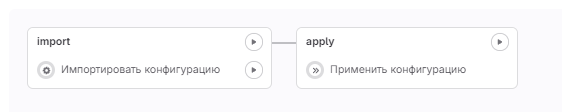 import
Импортировать конфигурацию
apply
Применить конфигурацию